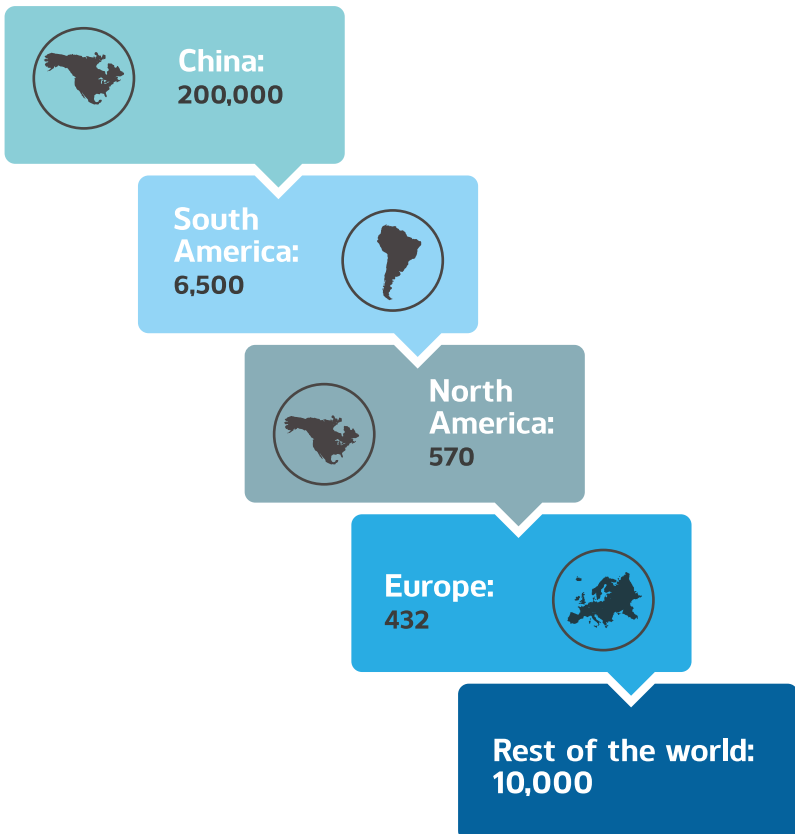 China:
200,000
South
America:
6,500
North
America:
570
Europe:
432
Rest of the world:
10,000